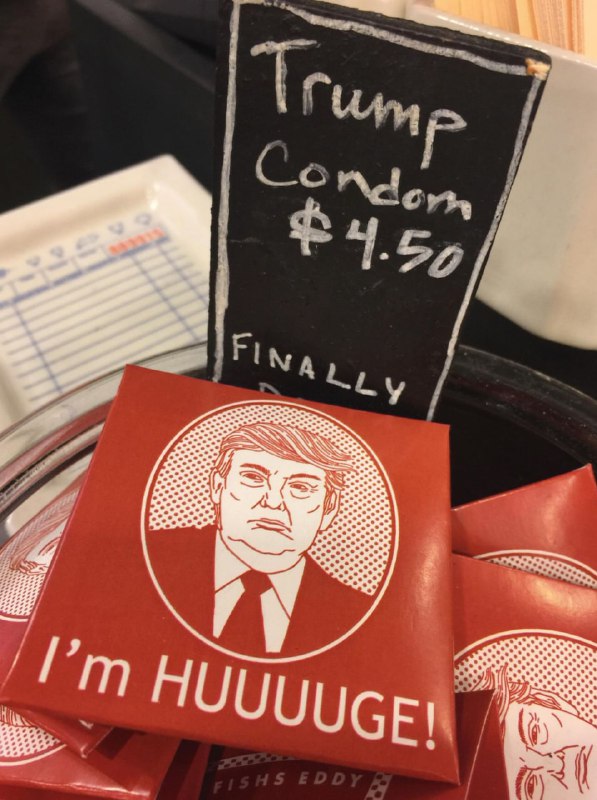 Trump
Condom
$4.50
FINALLY
I'm HUUUUGE!
FISHS EDDY